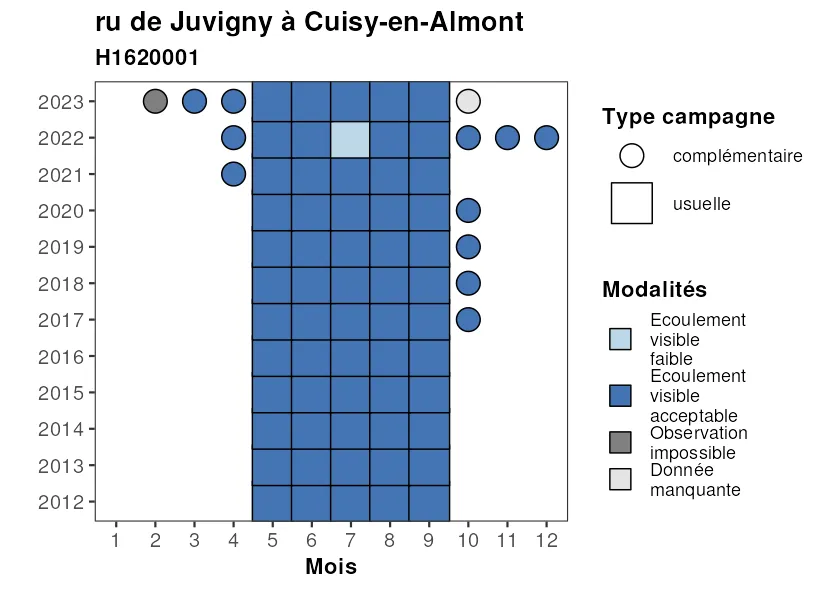 ru de Juvigny à Cuisy-en-Almont
H1620001
2023
2022
2021
2020
2019
2018
2017
2016
2015
2014
2013
2012
1 2 3 4 5 6 7 8 9 10 11 12
Mois
Type campagne
complémentaire
usuelle
Modalités
Ecoulement
visible
faible
Ecoulement
visible
acceptable
Observation
impossible
Donnée
manquante